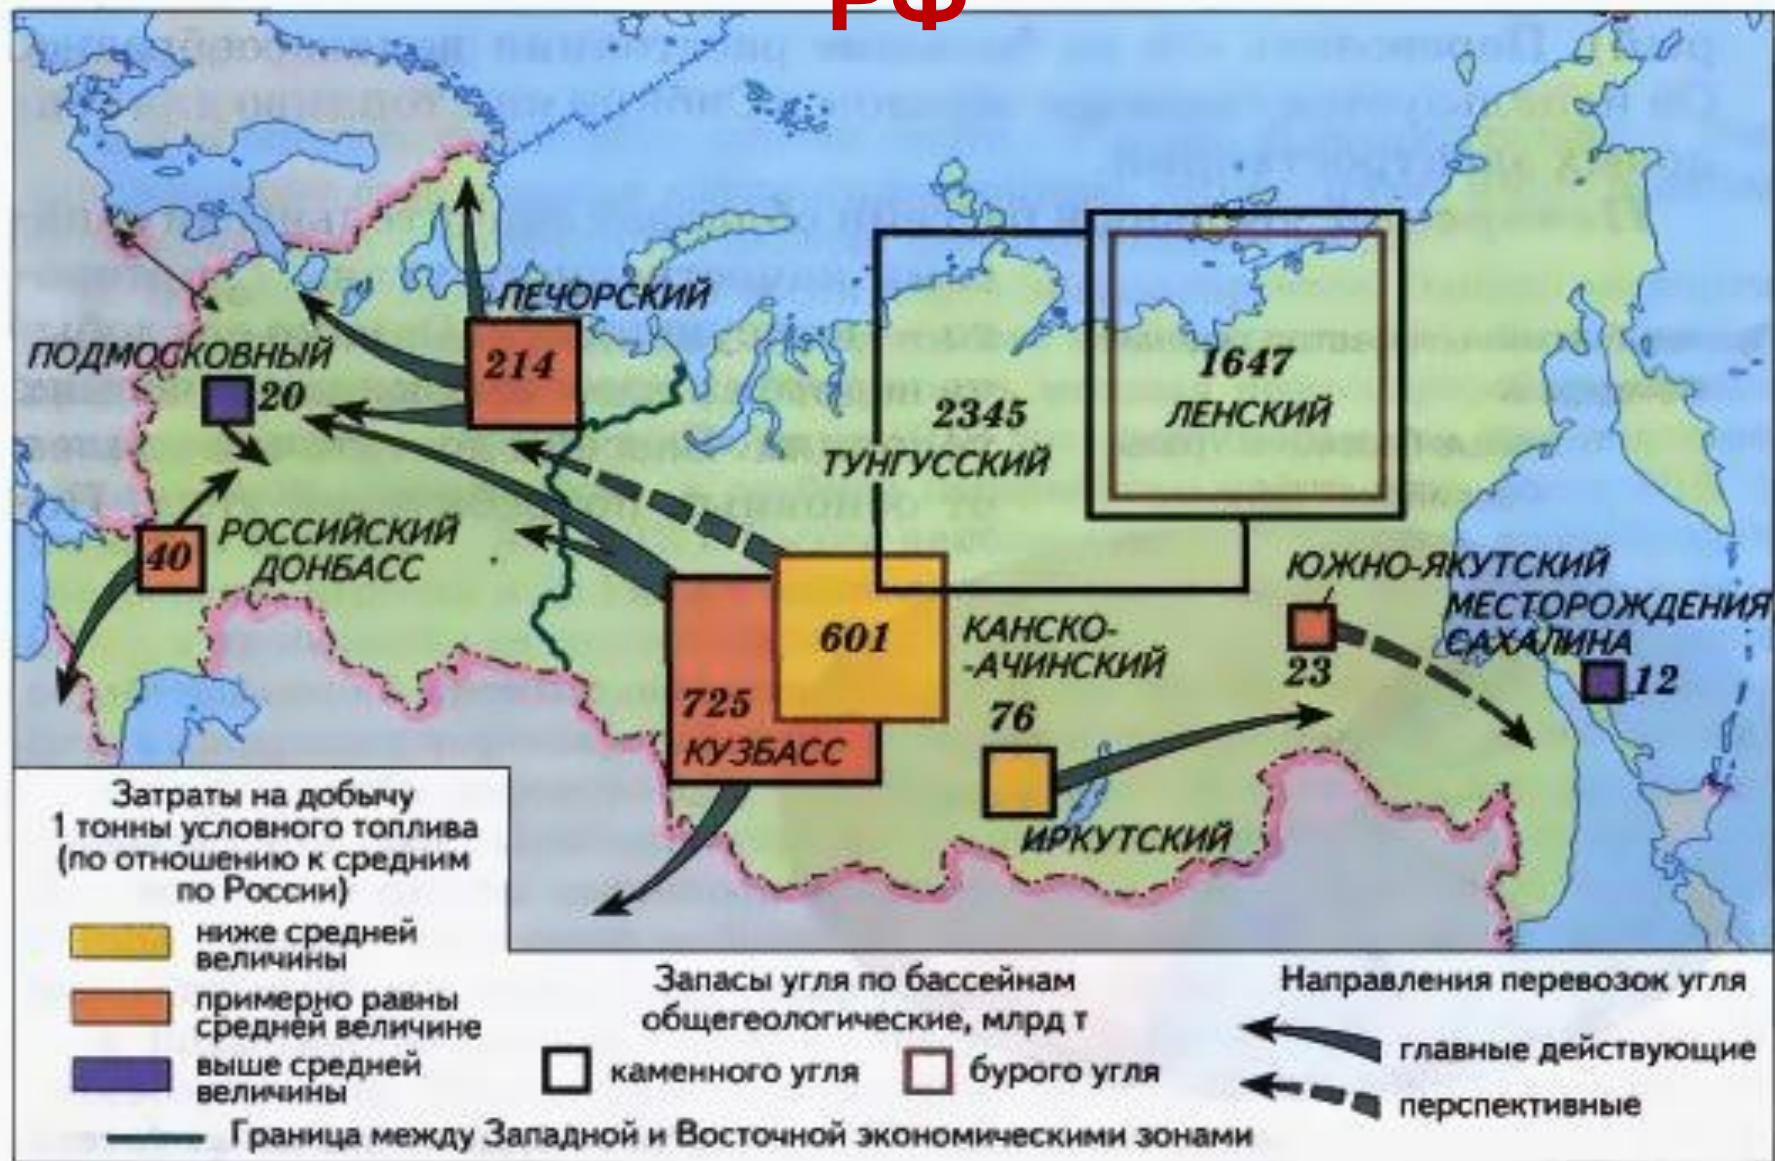 РФ
ПЕЧОРСКИЙ
214
ПОДМОСКОВНЫЙ
20
РОССИЙСКИЙ
ДОНБАСС
40
2345
ТУНГУССКИЙ
1647
ЛЕНСКИЙ
601
КАНСКО-
-АЧИНСКИЙ
725
КУЗБАСС
76
ИРКУТСКИЙ
ЮЖНО-ЯКУТСКИЙ
23
МЕСТОРОЖДЕНИЯ
САХАЛИНА
12
Затраты на добычу
1 тонны условного топлива
(по отношению к средним
по России)
ниже средней
величины
примерно равны
средней величине
выше средней
величины
Запасы угля по бассейнам
общегеологические, млрд т
каменного угля
бурого угля
Направления перевозок угля
главные действующие
перспективные
Граница между Западной и Восточной экономическими зонами